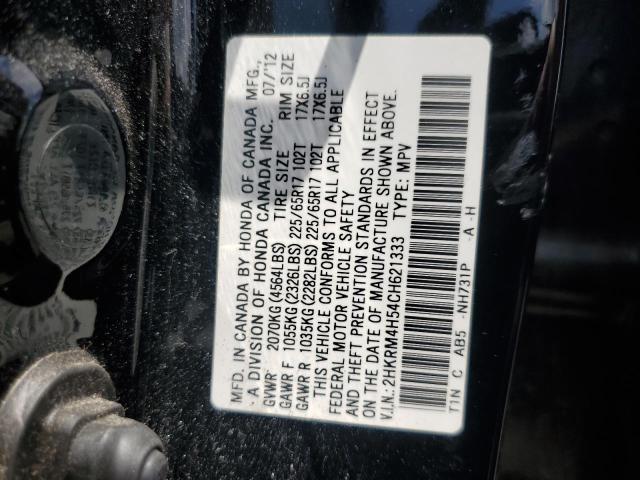 MFD. IN CANADA BY HONDA OF CANADA MFG.,
- A DIVISION OF HONDA CANADA INC. 07/'12
GVWR 2070KG (4564LBS) TIRE SIZE RIM SIZE
GAWR F 1055KG (2326LBS) 225/65R17 102T 17X6.5J
GAWR R 1035KG (2282LBS) 225/65R17 102T 17X6.5J
THIS VEHICLE CONFORMS TO ALL APPLICABLE
FEDERAL MOTOR VEHICLE SAFETY
AND THEFT PREVENTION STANDARDS IN EFFECT
ON THE DATE OF MANUFACTURE SHOWN ABOVE.
V.I.N.: 2HKRM4H54CH621333 TYPE: MPV
T1N C AB5 -NH731P -A -H